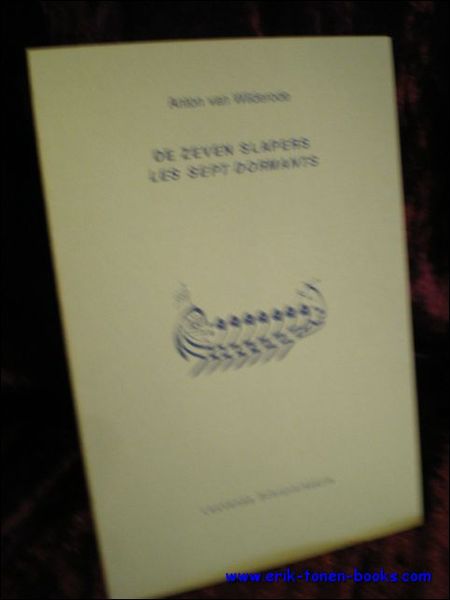 Anton van Wilderode
DE ZEVEN SLAPERS
LES SEPT DORMANTS
www.erik-tonen-books.com